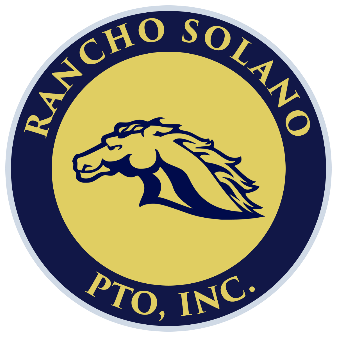 RANCHO SOLANO
PTO, INC.